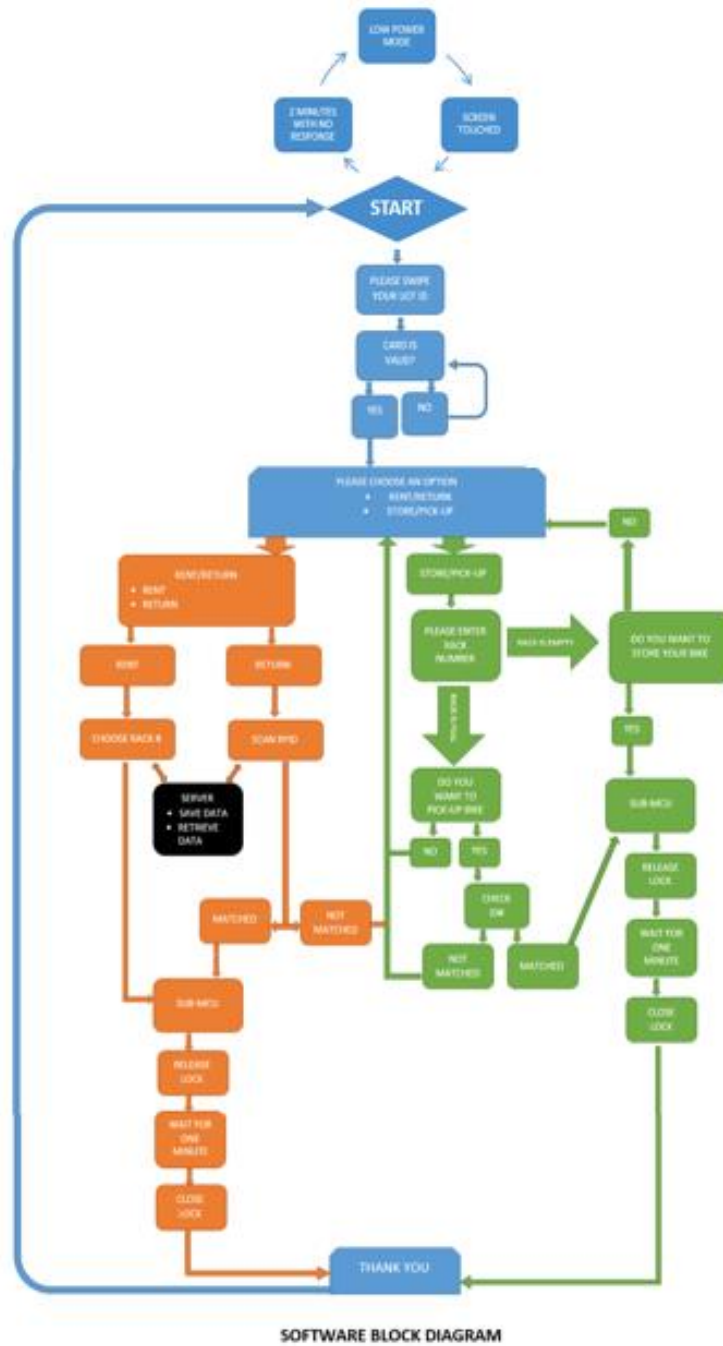 LOW POWER
MODE
2 MINUTES
WITH NO
RESPONSE
SCREEN
TOUCHED
START
PLEASE SWIPE
YOUR UCF ID
CARD IS
VALID?
YES
NO
PLEASE CHOOSE AN OPTION
• RENT/RETURN
• STORE/PICK-UP
NO
RENT/RETURN
• RENT
• RETURN
STORE/PICK-UP
PLEASE ENTER
RACK
NUMBER
RACK IS EMPTY
DO YOU WANT TO
STORE YOUR BIKE
RENT
RETURN
RACK IS FULL
YES
CHOOSE RACK #
SCAN RFID
DO YOU
WANT TO
PICK-UP BIKE
SERVER
• SAVE DATA
• RETRIEVE
DATA
SUB-MCU
NO
YES
RELEASE
LOCK
CHECK
ID#
MATCHED
NOT
MATCHED
NOT
MATCHED
MATCHED
WAIT FOR
ONE
MINUTE
SUB-MCU
CLOSE
LOCK
RELEASE
LOCK
WAIT FOR
ONE
MINUTE
CLOSE
LOCK
THANK YOU
SOFTWARE BLOCK DIAGRAM